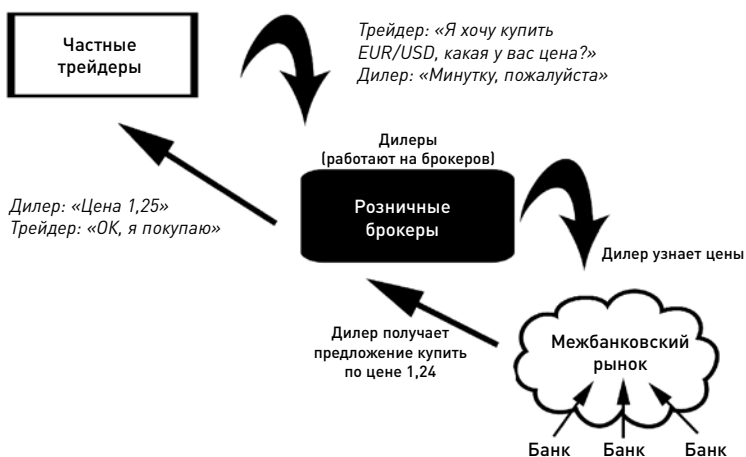 Частные
трейдеры
Трейдер: «Я хочу купить
EUR/USD, какая у вас цена?»
Дилер: «Минутку, пожалуйста»
Дилеры
(работают на брокеров)
Розничные
брокеры
Дилер: «Цена 1,25»
Трейдер: «ОК, я покупаю»
Дилер узнает цены
Дилер получает
предложение купить
по цене 1,24
Межбанковский
рынок
Банк Банк Банк